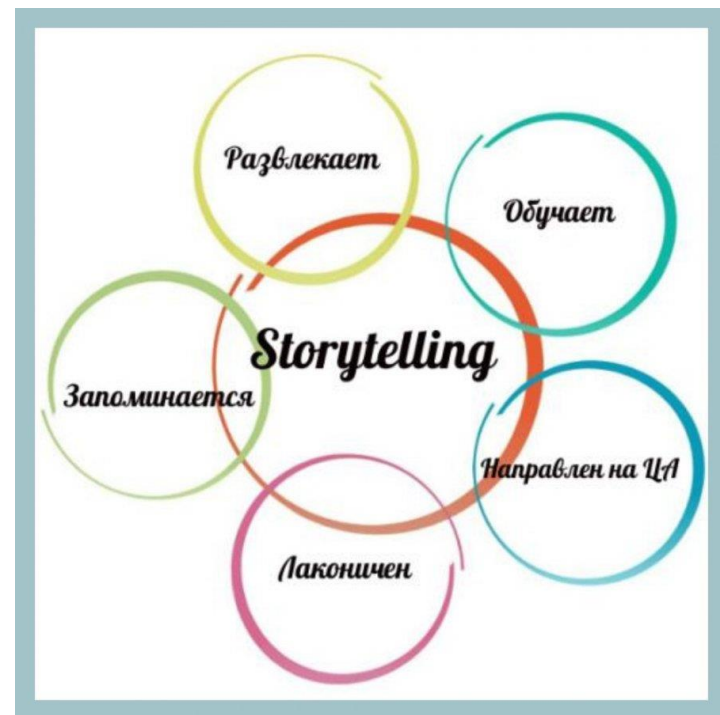 Развлекает
Обучает
Storytelling
Запоминается
Направлен на ЦА
Лаконичен